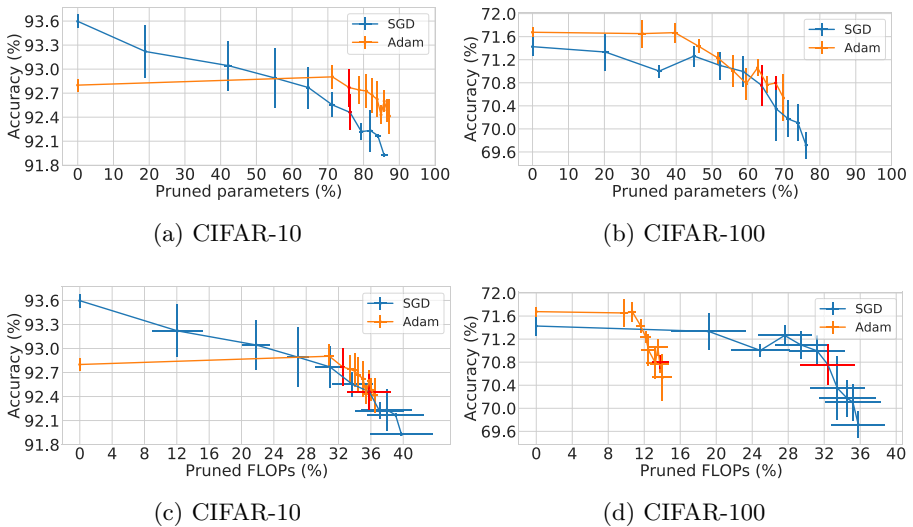 93.6
93.3
93.0
92.7
92.4
92.1
91.8
Accuracy (%)
SGD
Adam
0 10 20 30 40 50 60 70 80 90 100
Pruned parameters (%)
(a) CIFAR-10
72.0
71.6
71.2
70.8
70.4
70.0
69.6
Accuracy (%)
SGD
Adam
0 10 20 30 40 50 60 70 80 90 100
Pruned parameters (%)
(b) CIFAR-100
93.6
93.3
93.0
92.7
92.4
92.1
91.8
Accuracy (%)
SGD
Adam
0 4 8 12 16 20 24 28 32 36 40
Pruned FLOPs (%)
(c) CIFAR-10
72.0
71.6
71.2
70.8
70.4
70.0
69.6
Accuracy (%)
SGD
Adam
0 4 8 12 16 20 24 28 32 36 40
Pruned FLOPs (%)
(d) CIFAR-100